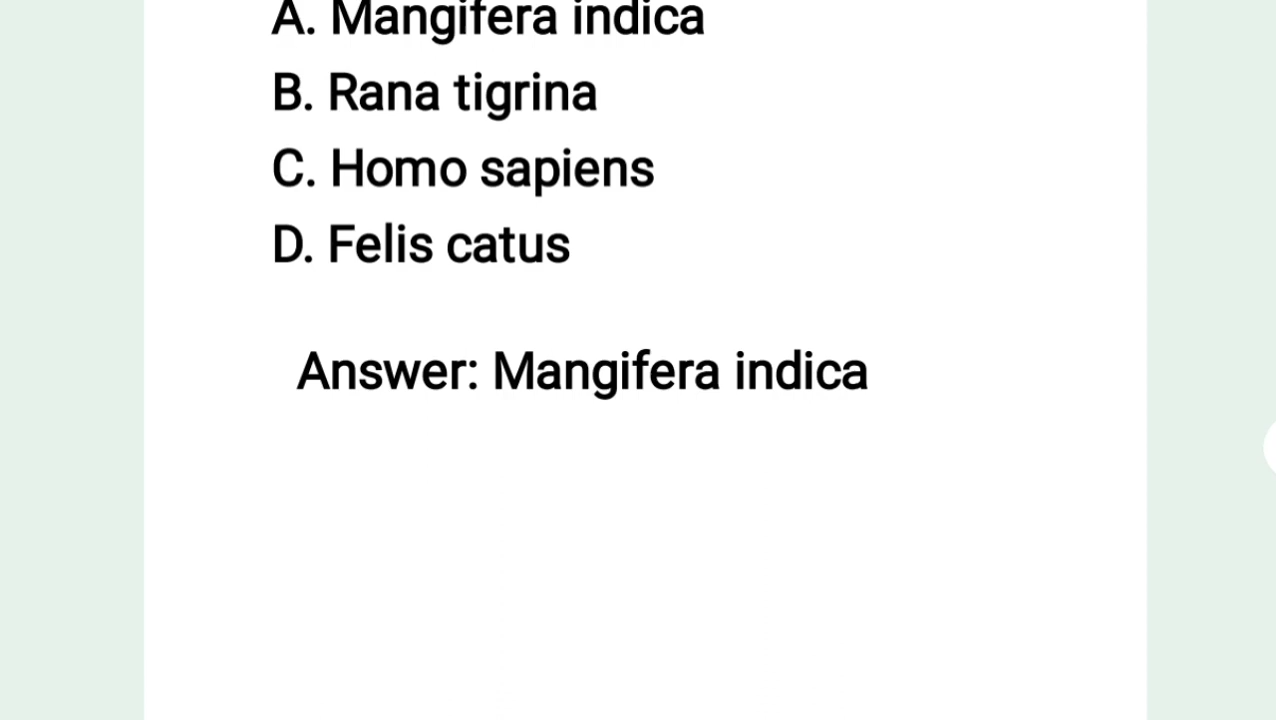 A. Mangifera indica
B. Rana tigrina
C. Homo sapiens
D. Felis catus
Answer: Mangifera indica